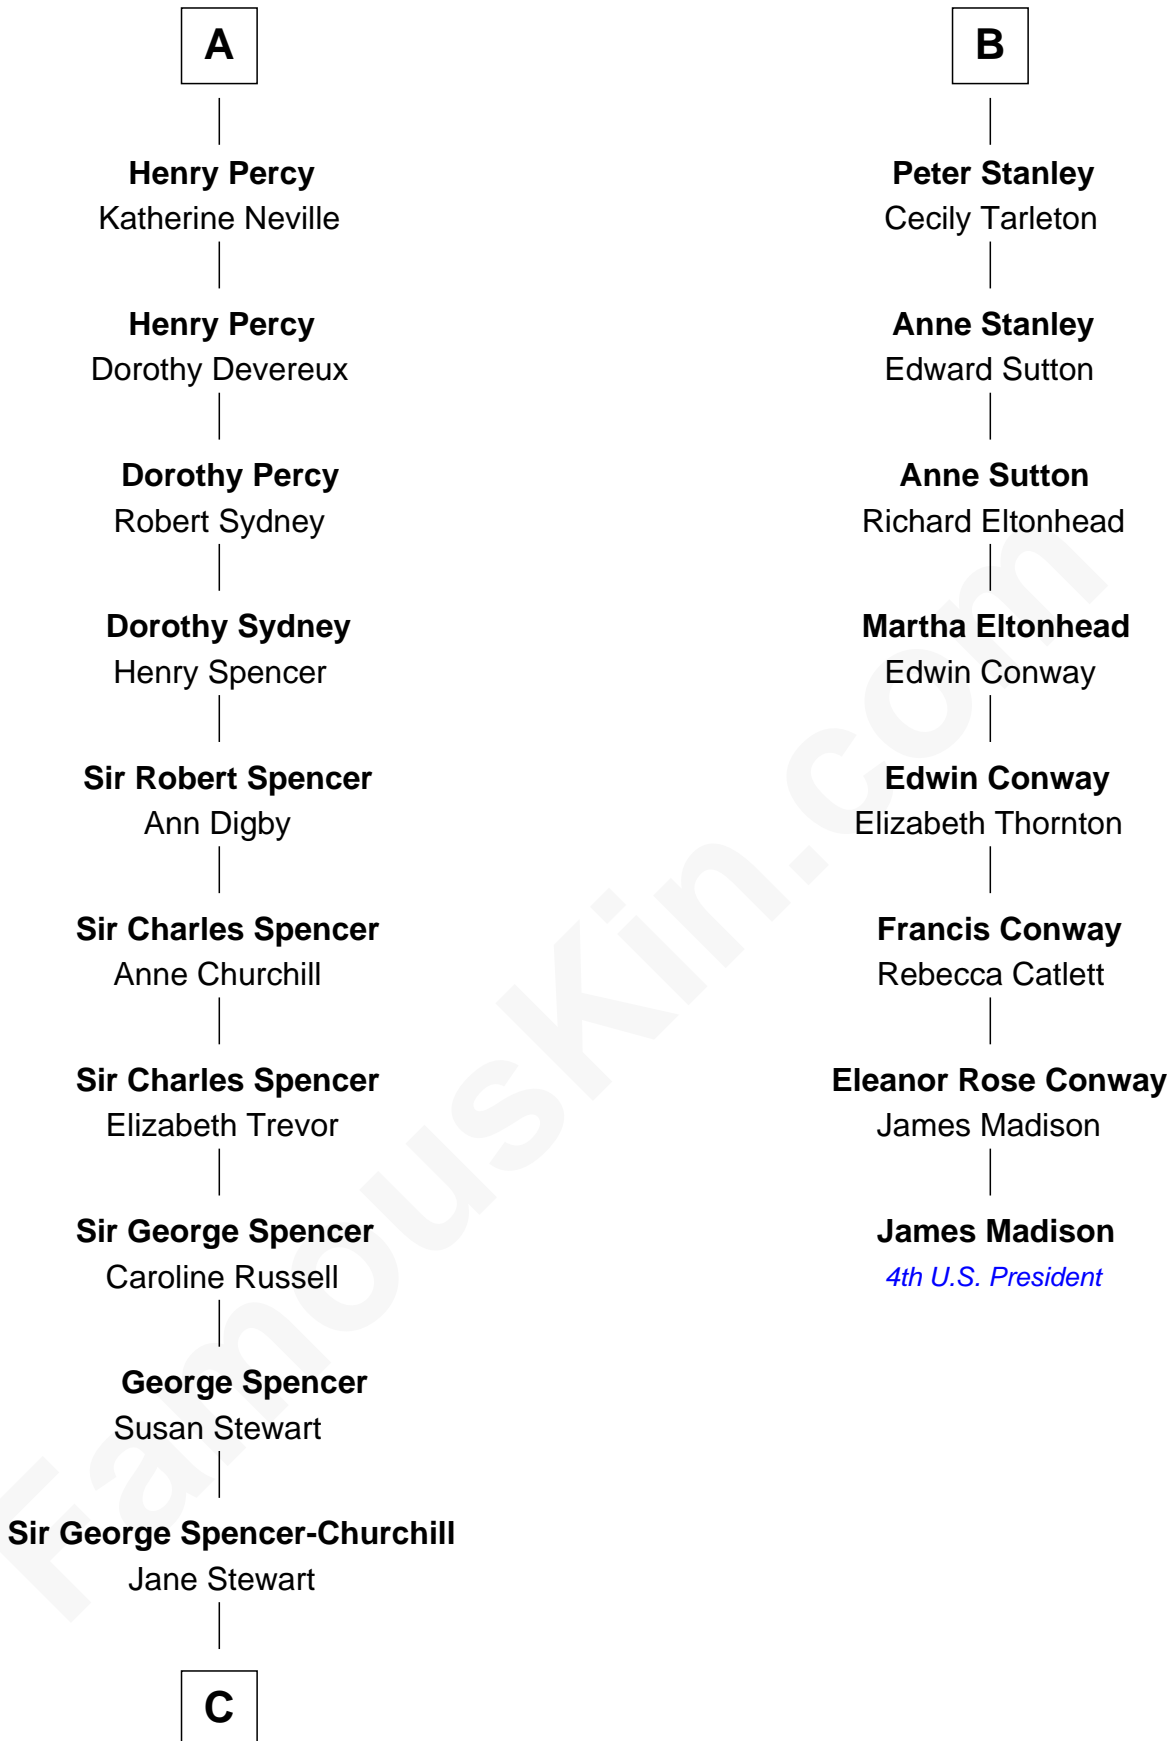 A
Henry Percy
Katherine Neville
Henry Percy
Dorothy Devereux
Dorothy Percy
Robert Sydney
Dorothy Sydney
Henry Spencer
Sir Robert Spencer
Ann Digby
Sir Charles Spencer
Anne Churchill
Sir Charles Spencer
Elizabeth Trevor
Sir George Spencer
Caroline Russell
George Spencer
Susan Stewart
Sir George Spencer-Churchill
Jane Stewart
C
B
Peter Stanley
Cecily Tarleton
Anne Stanley
Edward Sutton
Anne Sutton
Richard Eltonhead
Martha Eltonhead
Edwin Conway
Edwin Conway
Elizabeth Thornton
Francis Conway
Rebecca Catlett
Eleanor Rose Conway
James Madison
James Madison
4th U.S. President
FamousKin.com